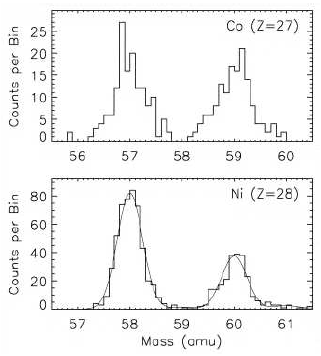 Co (Z=27)
Counts per Bin
25
20
15
10
5
0
56 57 58 59 60
Ni (Z=28)
Counts per Bin
80
60
40
20
0
57 58 59 60 61
Mass (amu)